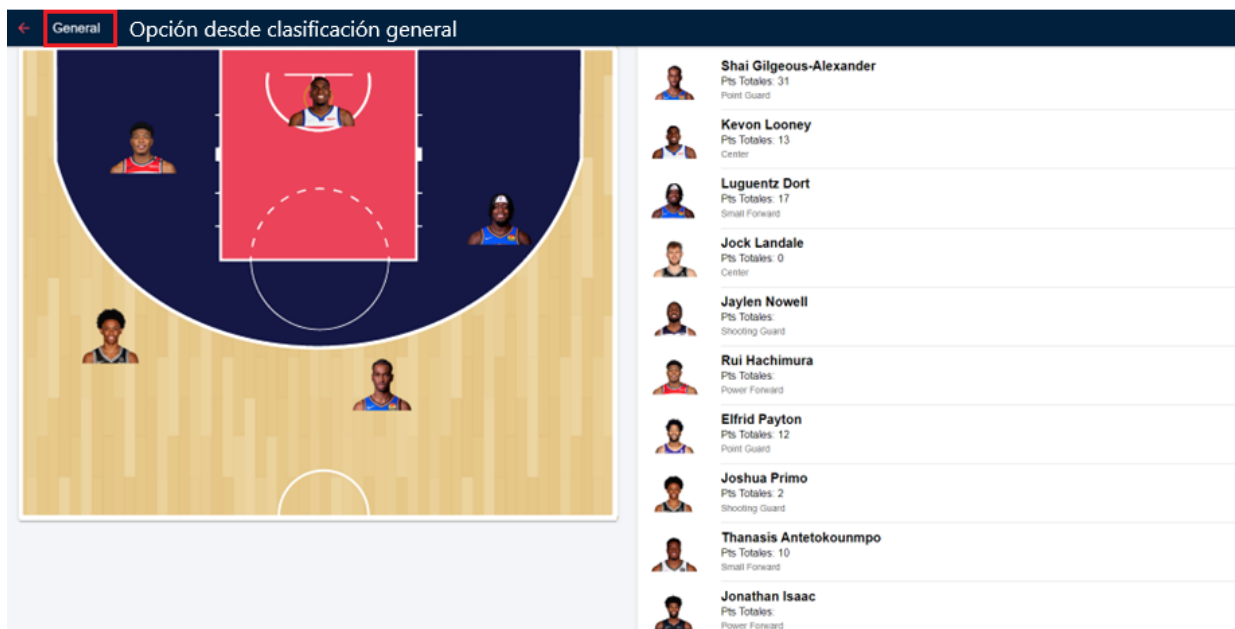 General
Opción desde clasificación general
Shai Gilgeous-Alexander
Pts Totales: 31
Point Guard
Kevon Looney
Pts Totales: 13
Center
Luguentz Dort
Pts Totales: 17
Small Forward
Jock Landale
Pts Totales: 0
Center
Jaylen Nowell
Pts Totales:
Shooting Guard
Rui Hachimura
Pts Totales:
Power Forward
Elfrid Payton
Pts Totales: 12
Point Guard
Joshua Primo
Pts Totales: 2
Shooting Guard
Thanasis Antetokounmpo
Pts Totales: 10
Small Forward
Jonathan Isaac
Pts Totales:
Power Forward